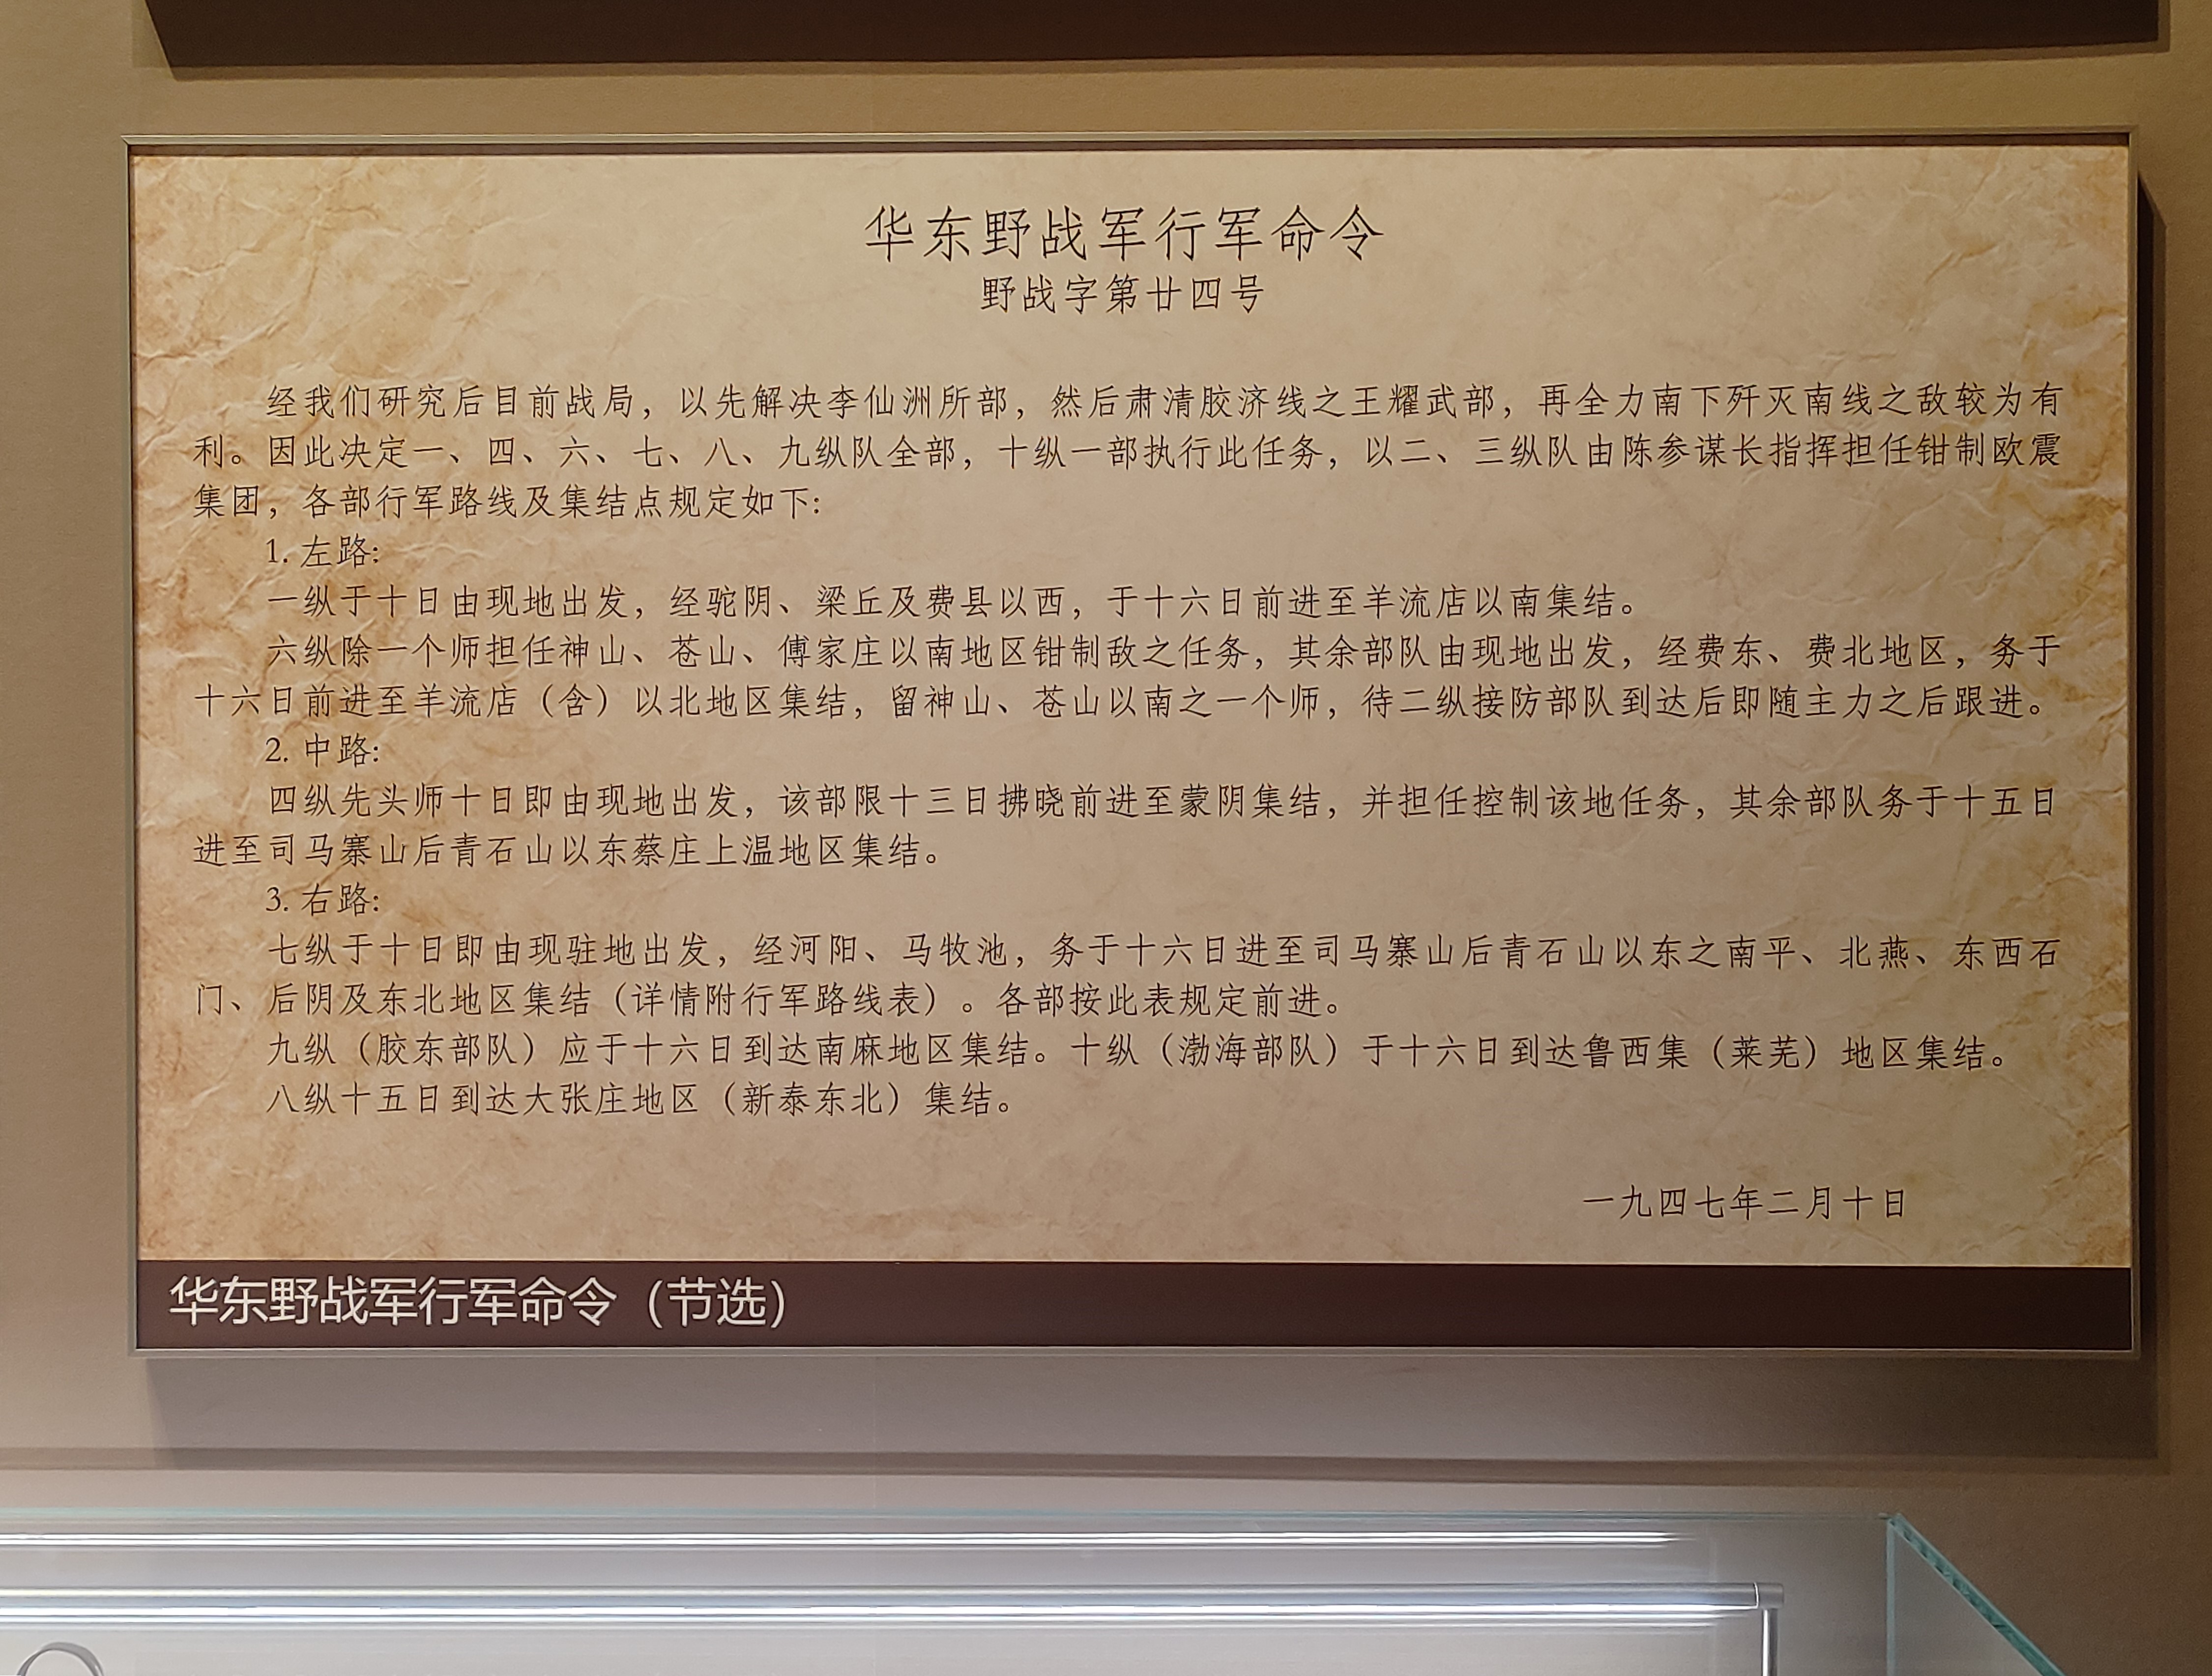 华东野战军行军命令
野战字第廿四号
经我们研究后目前战局，以先解决李仙洲所部，然后肃清胶济线之王耀武部，再全力南下歼灭南线之敌较为有
利。因此决定一、四、六、七、八、九纵队全部，十纵一部执行此任务，以二、三纵队由陈参谋长指挥担任钳制欧震
集团，各部行军路线及集结点规定如下:
1. 左路:
一纵于十日由现地出发，经驼阴、梁丘及费县以西，于十六日前进至羊流店以南集结。
六纵除一个师担任神山、苍山、傅家庄以南地区钳制敌之任务，其余部队由现地出发，经费东、费北地区，务于
十六日前进至羊流店（含）以北地区集结，留神山、苍山以南之一个师，待二纵接防部队到达后即随主力之后跟进。
2. 中路:
四纵先头师十日即由现地出发，该部限十三日拂晓前进至蒙阴集结，并担任控制该地任务，其余部队务于十五日
进至司马寨山后青石山以东蔡庄上温地区集结。
3. 右路:
七纵于十日即由现驻地出发，经河阳、马牧池，务于十六日进至司马寨山后青石山以东之南平、北燕、东西石
门、后阴及东北地区集结（详情附行军路线表）。各部按此表规定前进。
九纵（胶东部队）应于十六日到达南麻地区集结。十纵（渤海部队）于十六日到达鲁西集（莱芜）地区集结。
八纵十五日到达大张庄地区（新泰东北）集结。
一九四七年二月十日
华东野战军行军命令（节选）